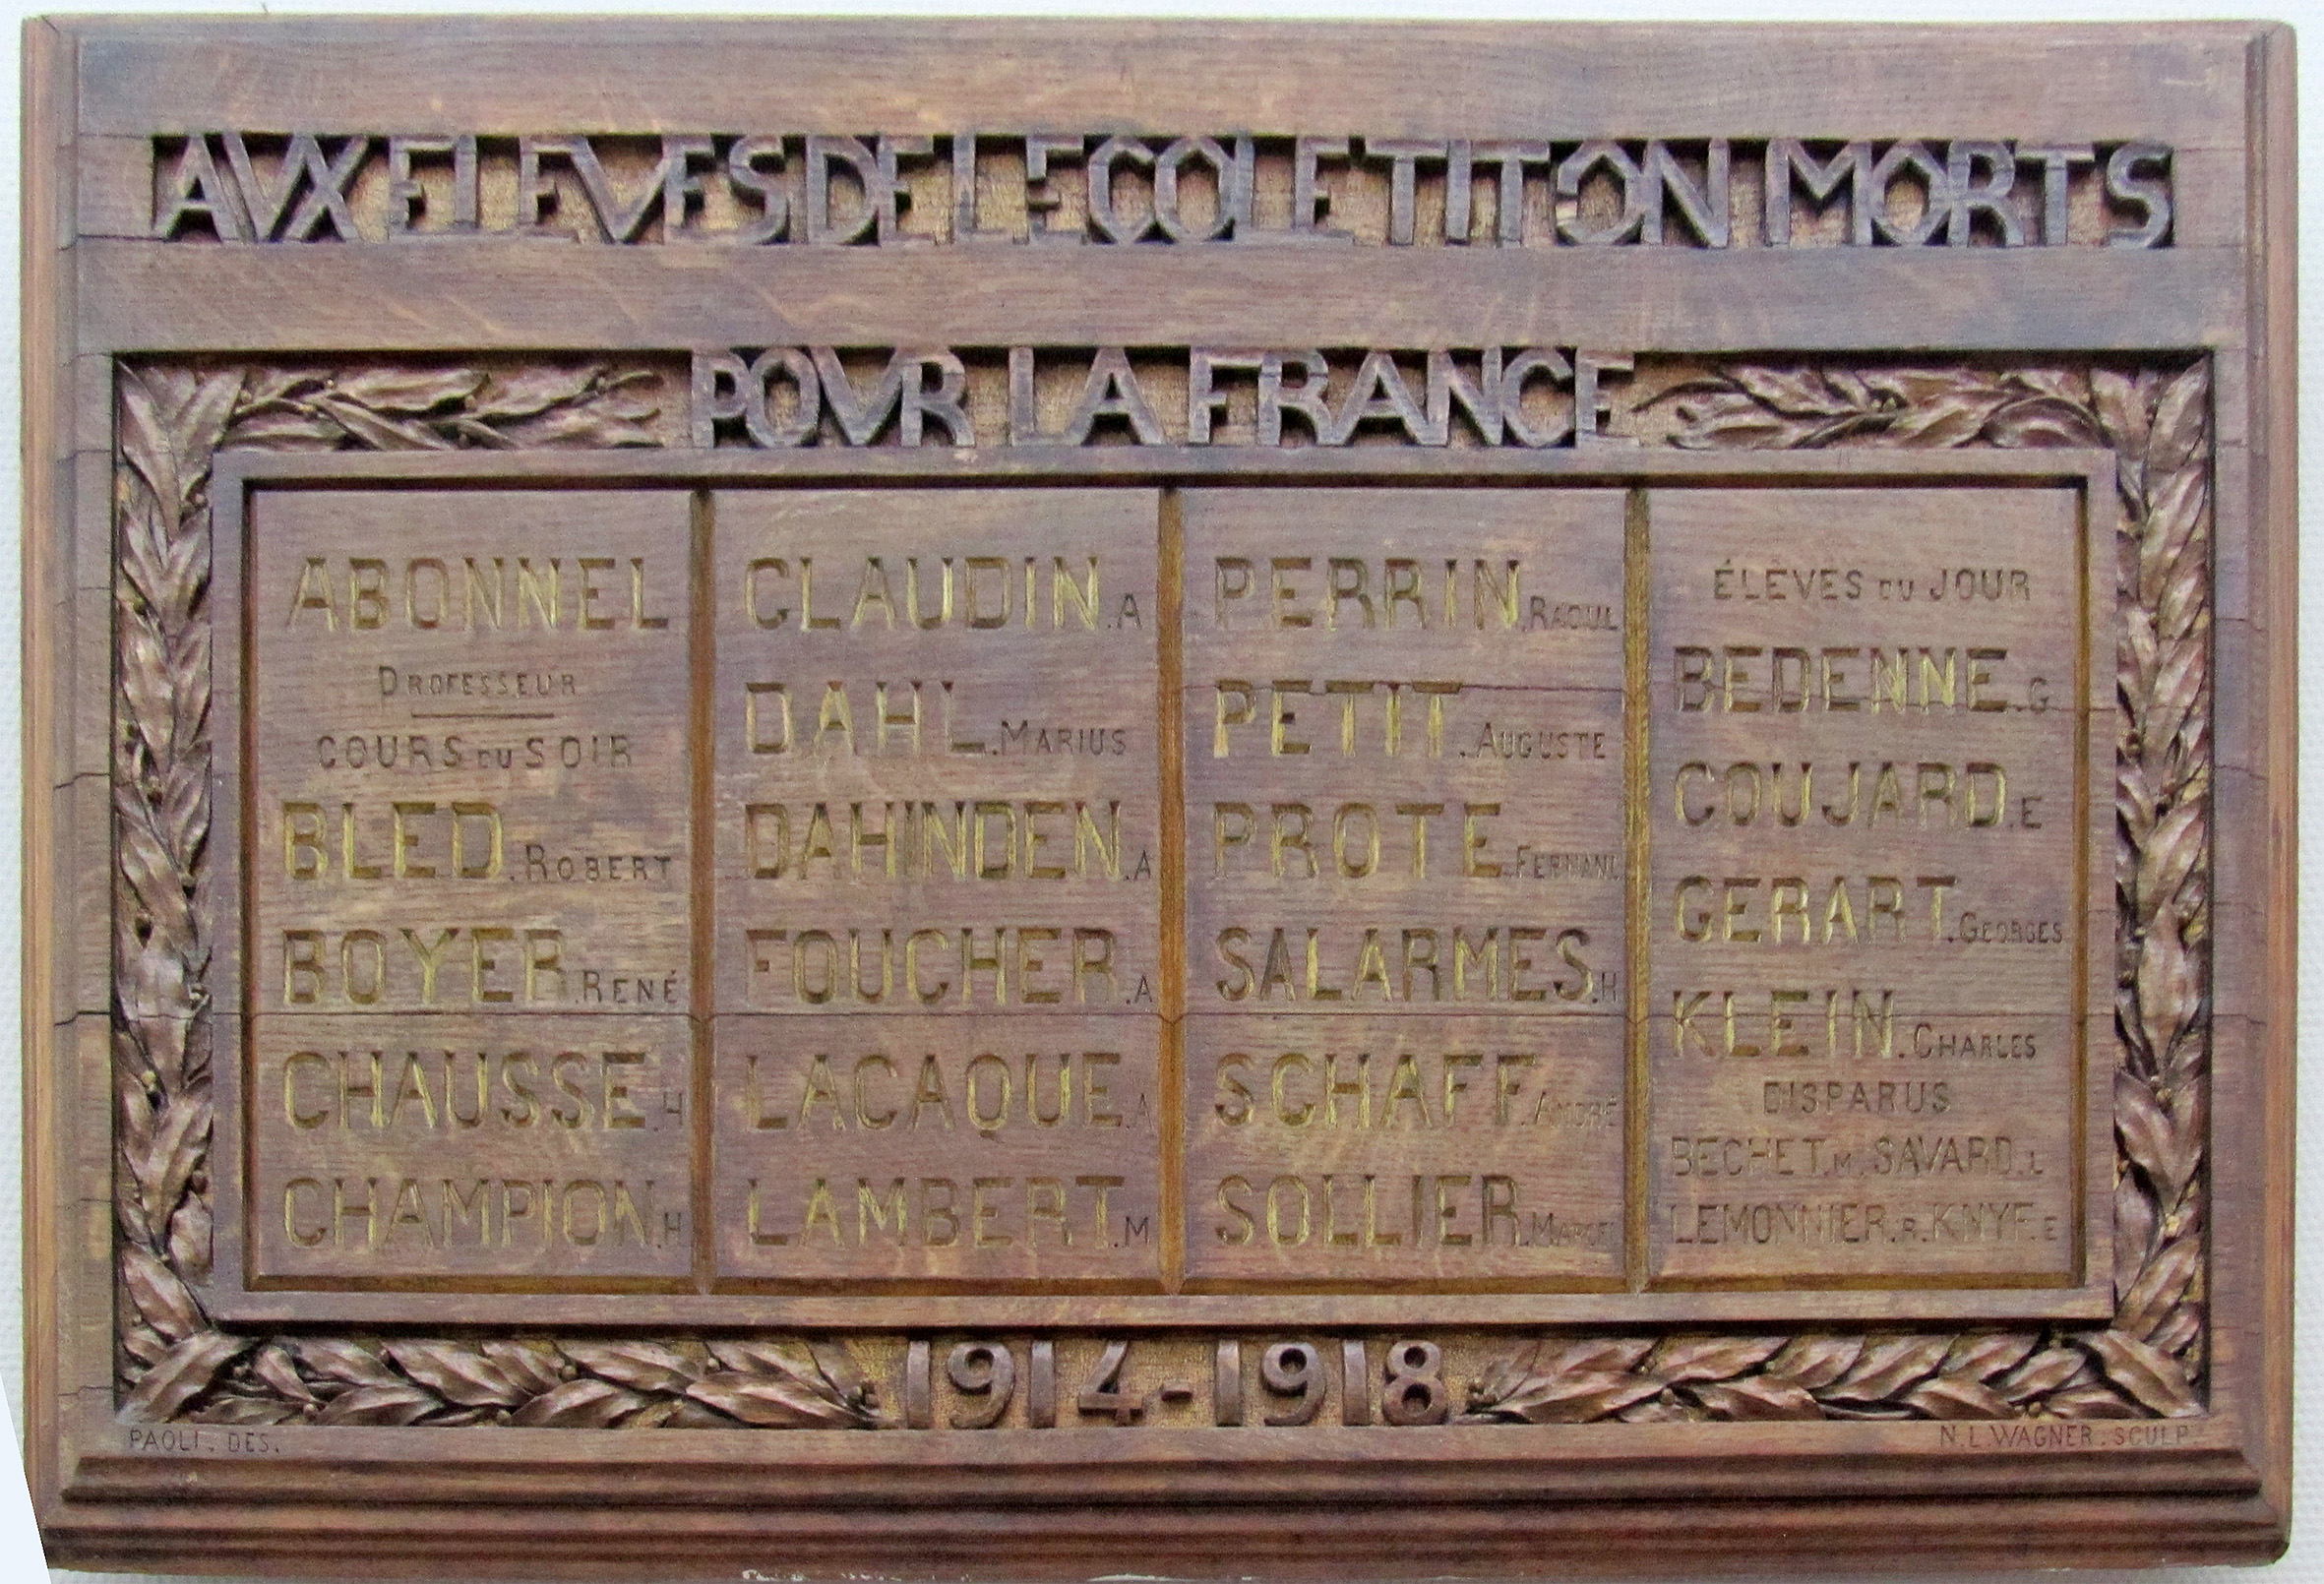 AVX ELEVES DE L'ECOLE TITON MORTS
POVR LA FRANCE
ABONNEL
PROFESSEUR
COURS DU SOIR
BLED. ROBERT
BOYER. RENÉ
CHAUSSE. H
CHAMPION. H
CLAUDIN. A
DAHL. MARIUS
DAHINDEN. A
FOUCHER. A
LACAQUE. A
LAMBERT. M
PERRIN. RAOUL
PETIT. AUGUSTE
PROTE. FERNAND
SALARMES. H
SCHAFF. ANDRÉ
SOLLIER. MARCEL
ÉLÈVES DU JOUR
BEDENNE. G
COUJARD. E
GERART. GEORGES
KLEIN. CHARLES
DISPARUS
BECHET. M. SAVARD. L
LEMONNIER. R. KNYF. E
1914-1918
PAOLI. DES.
N. L. WAGNER. SCULP.